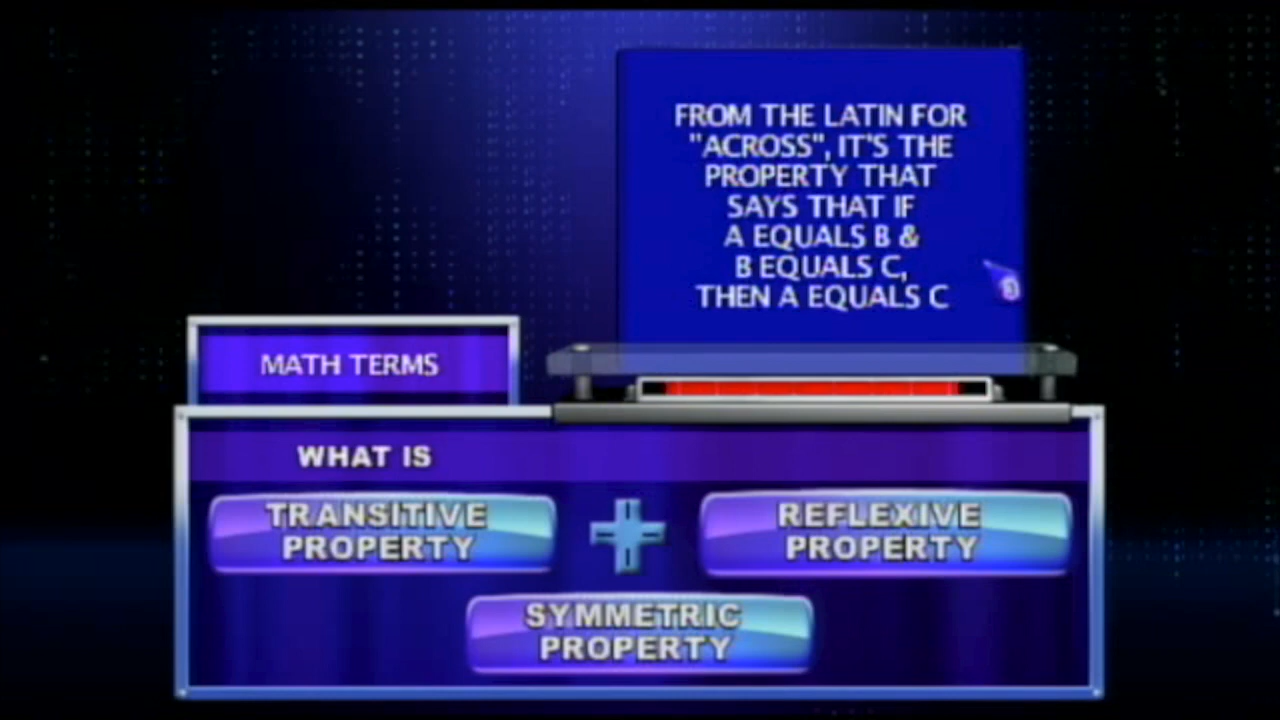 FROM THE LATIN FOR
"ACROSS", IT'S THE
PROPERTY THAT
SAYS THAT IF
A EQUALS B &
B EQUALS C,
THEN A EQUALS C
MATH TERMS
WHAT IS
TRANSITIVE
PROPERTY
REFLEXIVE
PROPERTY
SYMMETRIC
PROPERTY